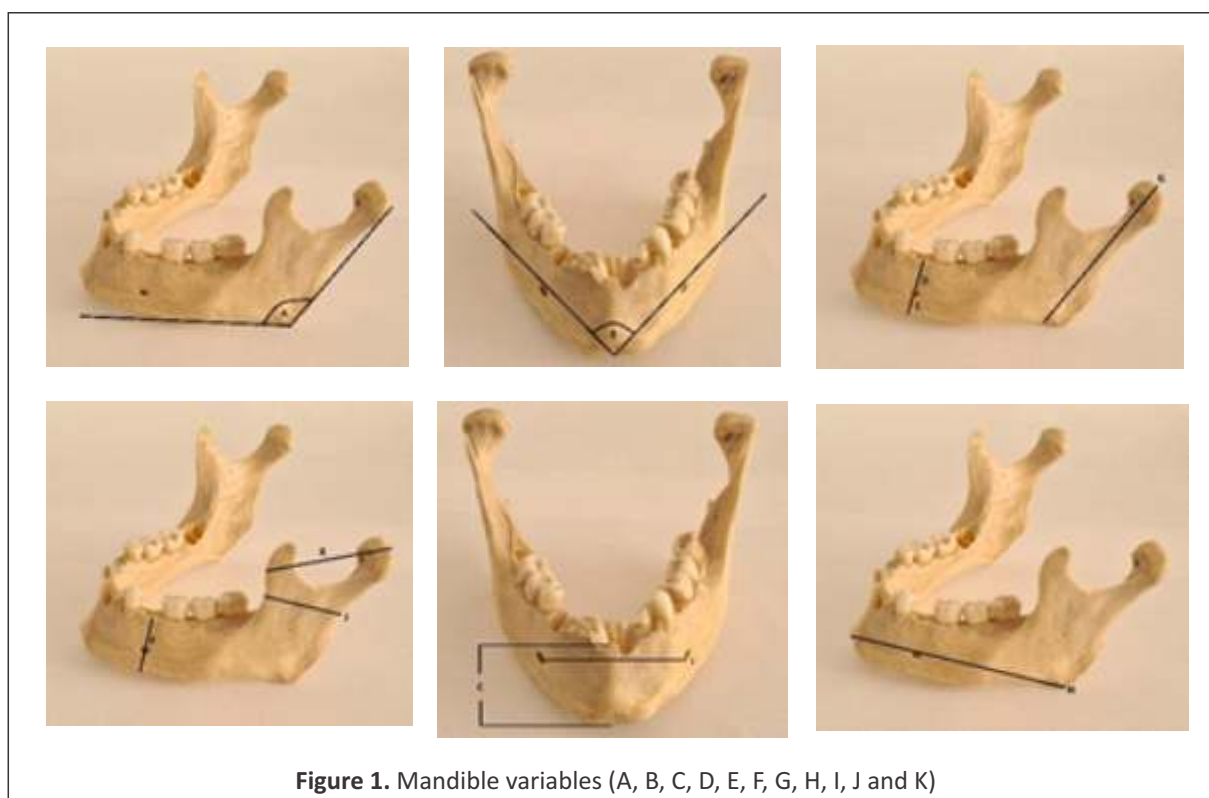 A
B
G
K
J
C
H
Figure 1. Mandible variables (A, B, C, D, E, F, G, H, I, J and K)